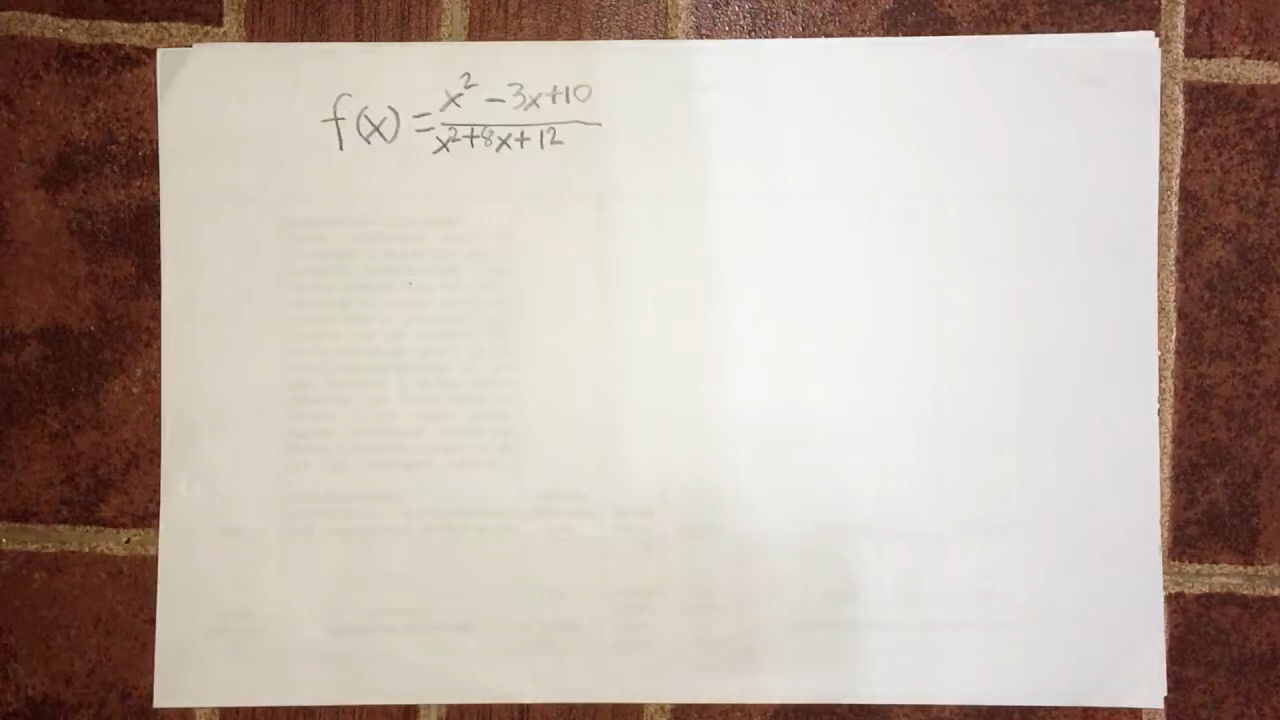 f(x) = x² - 3x + 10 / x² + 8x + 12